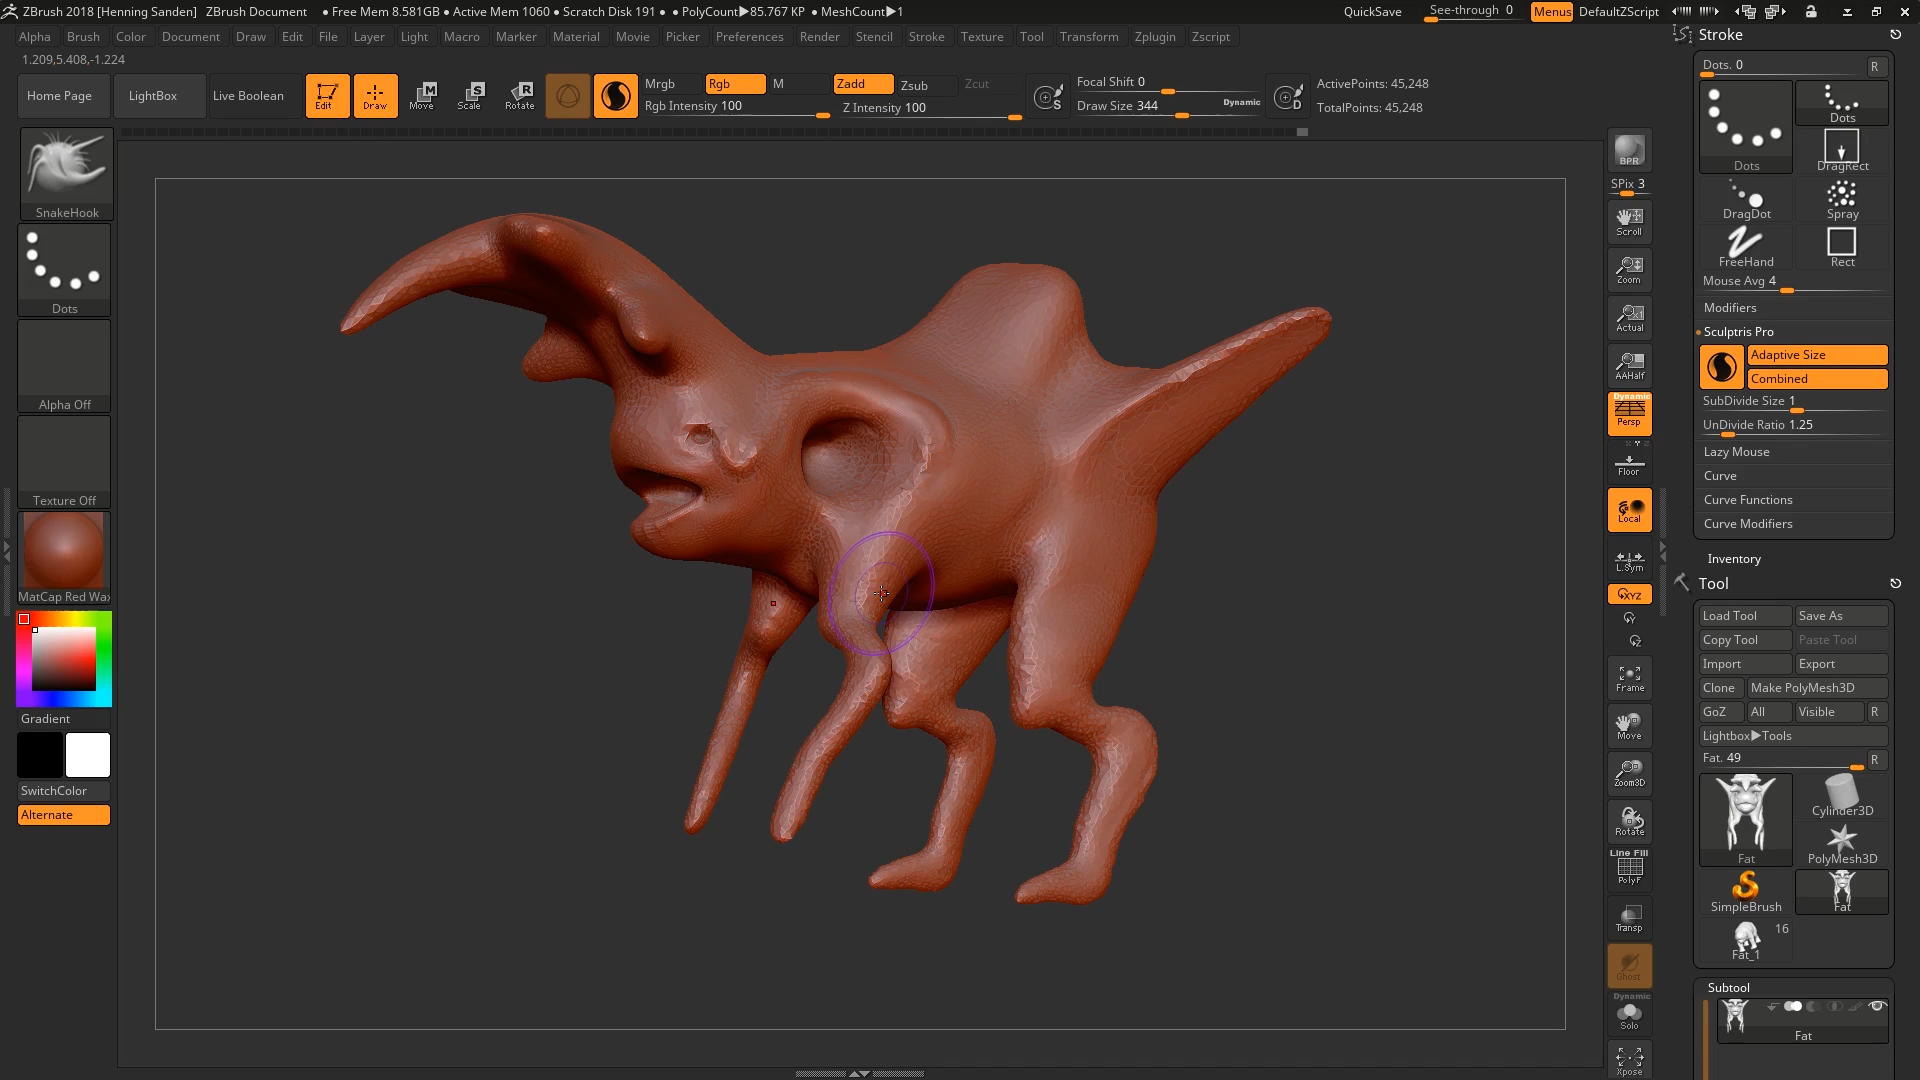 ZBrush 2018 [Henning Sanden] ZBrush Document • Free Mem 8.581GB • Active Mem 1060 • Scratch Disk 191 • • PolyCount▶85.767 KP • MeshCount▶1 QuickSave See-through 0 Menus DefaultZScript
Alpha Brush Color Document Draw Edit File Layer Light Macro Marker Material Movie Picker Preferences Render Stencil Stroke Texture Tool Transform Zplugin Zscript
1.209,5.408,-1.224
Home Page LightBox Live Boolean Edit Draw Move Scale Rotate
Mrgb Rgb M Zadd Zsub Zcut
Rgb Intensity 100 Z Intensity 100
Focal Shift 0
Draw Size 344 Dynamic
ActivePoints: 45,248
TotalPoints: 45,248
SnakeHook
Dots
Alpha Off
Texture Off
MatCap Red Wax
Gradient
SwitchColor
Alternate
BPR
SPix 3
Scroll
Zoom
Actual
AAHalf
Dynamic
Persp
Floor
Local
L.Sym
XYZ
Y
Z
Frame
Move
Zoom3D
Rotate
Line Fill
PolyF
Transp
Ghost
Dynamic
Solo
Xpose
Stroke
Dots. 0 R
Dots
Dots
DragRect
DragDot Spray
FreeHand Rect
Mouse Avg 4
Modifiers
Sculptris Pro
Adaptive Size
Combined
SubDivide Size 1
UnDivide Ratio 1.25
Lazy Mouse
Curve
Curve Functions
Curve Modifiers
Inventory
Tool
Load Tool Save As
Copy Tool Paste Tool
Import Export
Clone Make PolyMesh3D
GoZ All Visible R
Lightbox▶Tools
Fat. 49 R
Fat
Cylinder3D
PolyMesh3D
SimpleBrush Fat
16
Fat_1
Subtool
Fat